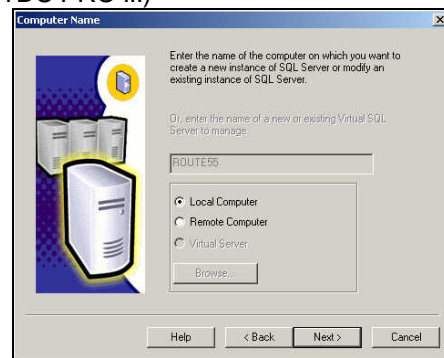 Computer Name
Enter the name of the computer on which you want to
create a new instance of SQL Server or modify an
existing instance of SQL Server.
Or, enter the name of a new or existing Virtual SQL
Server to manage.
ROUTE55
Local Computer
Remote Computer
Virtual Server
Browse...
Help
< Back
Next >
Cancel